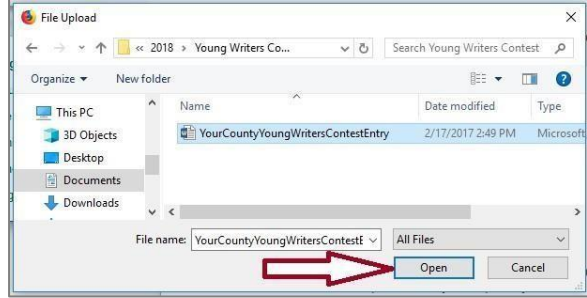 File Upload
« 2018 › Young Writers Co... Search Young Writers Contest
Organize New folder
This PC
3D Objects
Desktop
Documents
Downloads
Name Date modified Type
YourCountyYoungWritersContestEntry 2/17/2017 2:49 PM Microsoft
File name: YourCountyYoungWritersContestE All Files
Open Cancel